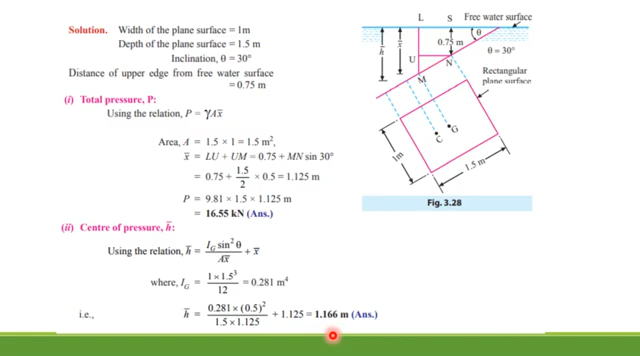 Solution. Width of the plane surface = 1m
Depth of the plane surface = 1.5 m
Inclination, θ = 30°
Distance of upper edge from free water surface
= 0.75 m
(i) Total pressure, P:
Using the relation, P = γAx̄
Area, A = 1.5 × 1 = 1.5 m²,
x̄ = LU + UM = 0.75 + MN sin 30°
= 0.75 + 1.5/2 × 0.5 = 1.125 m
P = 9.81 × 1.5 × 1.125 m
= 16.55 kN (Ans.)
(ii) Centre of pressure, h̄:
Using the relation, h̄ = I_G sin² θ / Ax̄ + x̄
where, I_G = 1 × 1.5³ / 12 = 0.281 m⁴
i.e., h̄ = 0.281 × (0.5)² / 1.5 × 1.125 + 1.125 = 1.166 m (Ans.)
L S Free water surface
θ
h̄ x̄ 0.75 m θ = 30°
U N
M
Rectangular
plane surface
C G
1m
1.5 m
Fig. 3.28